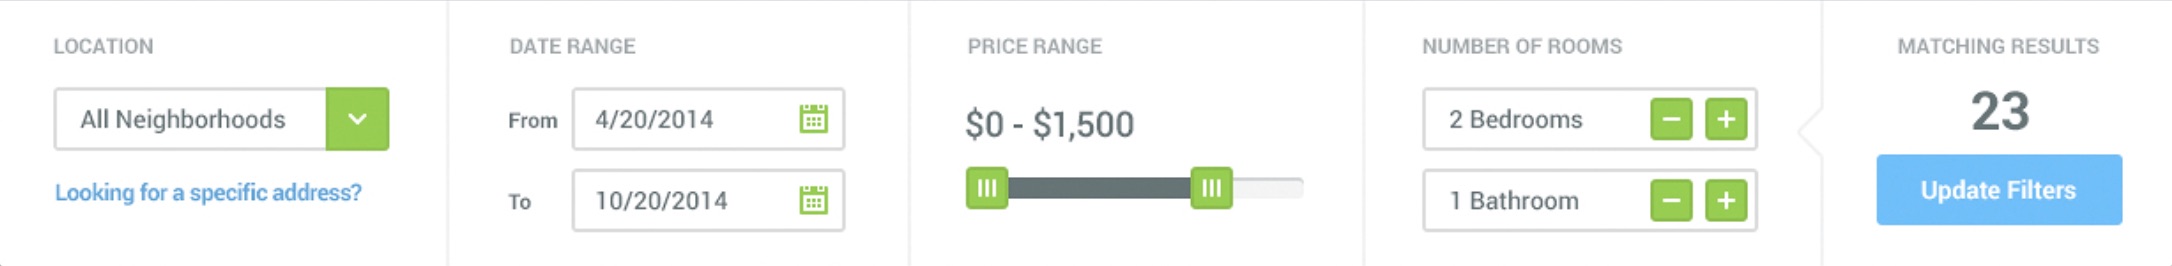 LOCATION
All Neighborhoods
Looking for a specific address?
DATE RANGE
From 4/20/2014
To 10/20/2014
PRICE RANGE
$0 - $1,500
NUMBER OF ROOMS
2 Bedrooms
1 Bathroom
MATCHING RESULTS
23
Update Filters